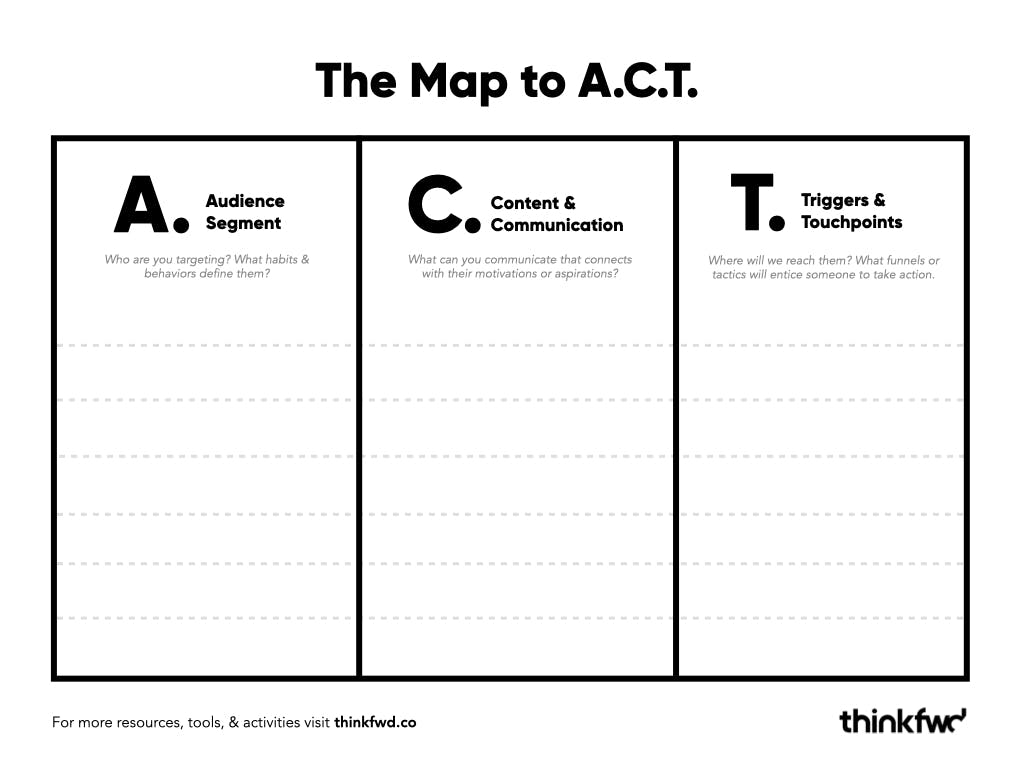 The Map to A.C.T.
A.
Audience
Segment
Who are you targeting? What habits &
behaviors define them?
C.
Content &
Communication
What can you communicate that connects
with their motivations or aspirations?
T.
Triggers &
Touchpoints
Where will we reach them? What funnels or
tactics will entice someone to take action.
For more resources, tools, & activities visit thinkfwd.co
thinkfwd